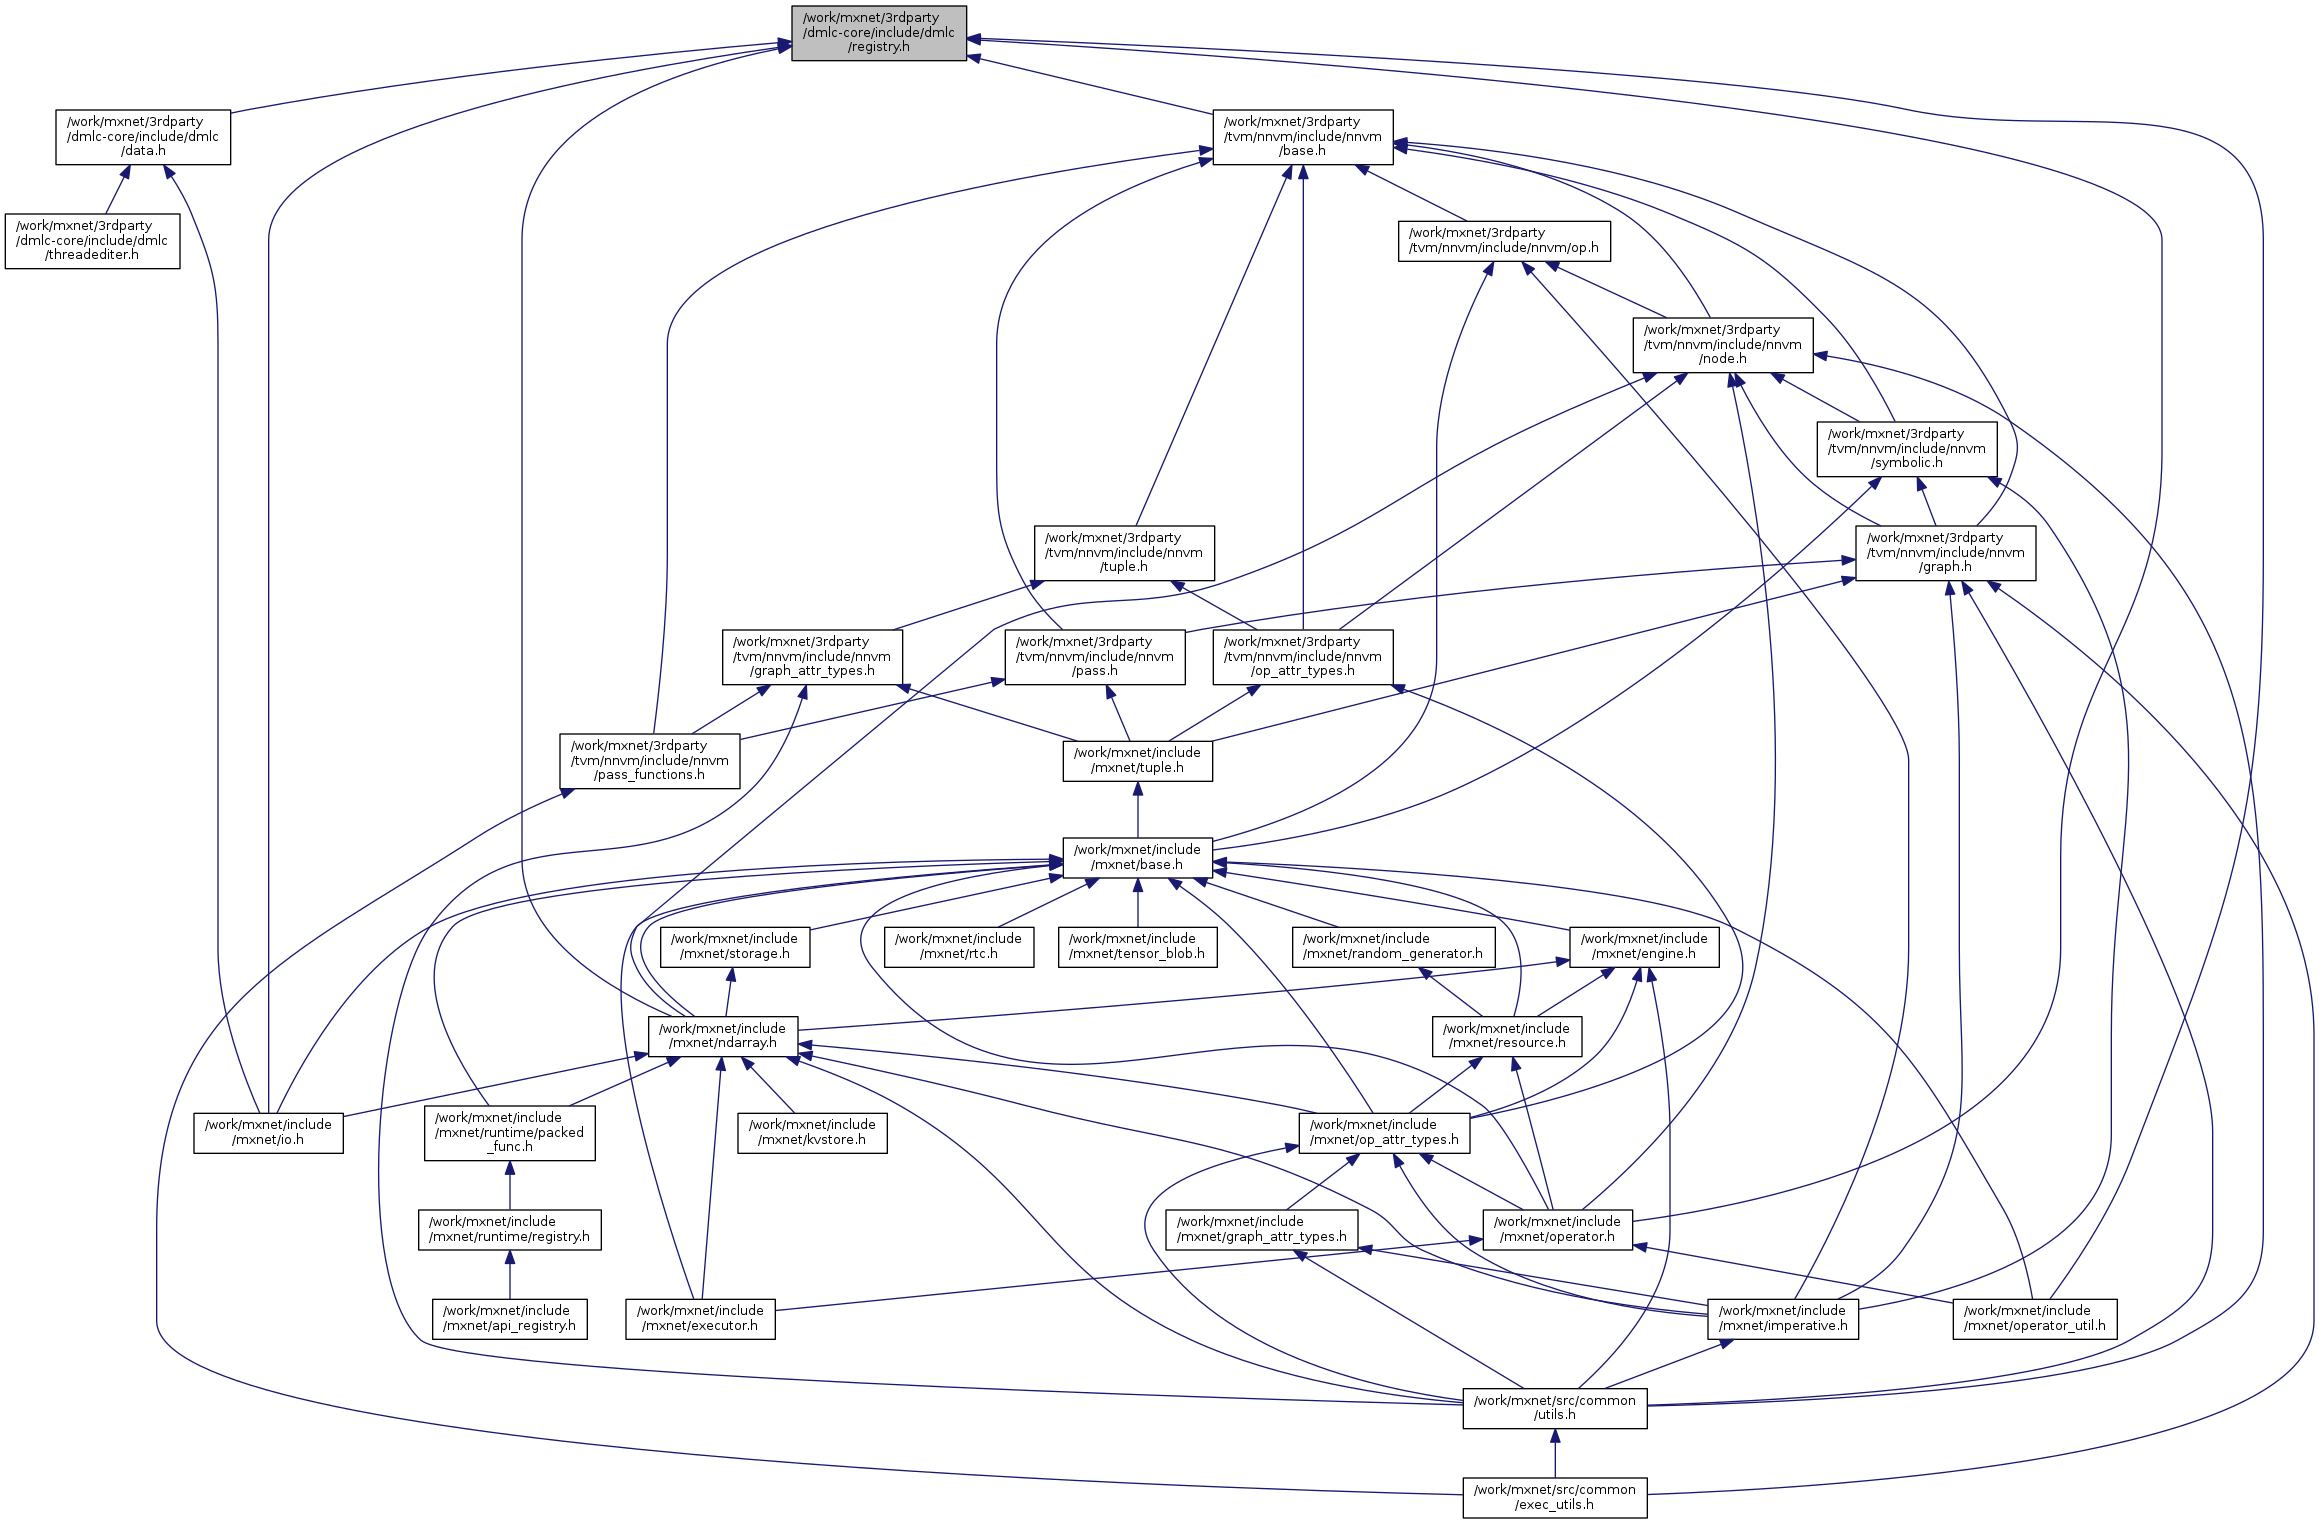 /work/mxnet/3rdparty
/dmlc-core/include/dmlc
/registry.h
/work/mxnet/3rdparty
/dmlc-core/include/dmlc
/data.h
/work/mxnet/3rdparty
/tvm/nnvm/include/nnvm
/base.h
/work/mxnet/3rdparty
/dmlc-core/include/dmlc
/threadediter.h
/work/mxnet/3rdparty
/tvm/nnvm/include/nnvm/op.h
/work/mxnet/3rdparty
/tvm/nnvm/include/nnvm
/node.h
/work/mxnet/3rdparty
/tvm/nnvm/include/nnvm
/symbolic.h
/work/mxnet/3rdparty
/tvm/nnvm/include/nnvm
/tuple.h
/work/mxnet/3rdparty
/tvm/nnvm/include/nnvm
/graph.h
/work/mxnet/3rdparty
/tvm/nnvm/include/nnvm
/graph_attr_types.h
/work/mxnet/3rdparty
/tvm/nnvm/include/nnvm
/pass.h
/work/mxnet/3rdparty
/tvm/nnvm/include/nnvm
/op_attr_types.h
/work/mxnet/3rdparty
/tvm/nnvm/include/nnvm
/pass_functions.h
/work/mxnet/include
/mxnet/tuple.h
/work/mxnet/include
/mxnet/base.h
/work/mxnet/include
/mxnet/storage.h
/work/mxnet/include
/mxnet/rtc.h
/work/mxnet/include
/mxnet/tensor_blob.h
/work/mxnet/include
/mxnet/random_generator.h
/work/mxnet/include
/mxnet/engine.h
/work/mxnet/include
/mxnet/ndarray.h
/work/mxnet/include
/mxnet/resource.h
/work/mxnet/include
/mxnet/io.h
/work/mxnet/include
/mxnet/runtime/packed
_func.h
/work/mxnet/include
/mxnet/kvstore.h
/work/mxnet/include
/mxnet/op_attr_types.h
/work/mxnet/include
/mxnet/runtime/registry.h
/work/mxnet/include
/mxnet/graph_attr_types.h
/work/mxnet/include
/mxnet/operator.h
/work/mxnet/include
/mxnet/api_registry.h
/work/mxnet/include
/mxnet/executor.h
/work/mxnet/include
/mxnet/imperative.h
/work/mxnet/include
/mxnet/operator_util.h
/work/mxnet/src/common
/utils.h
/work/mxnet/src/common
/exec_utils.h